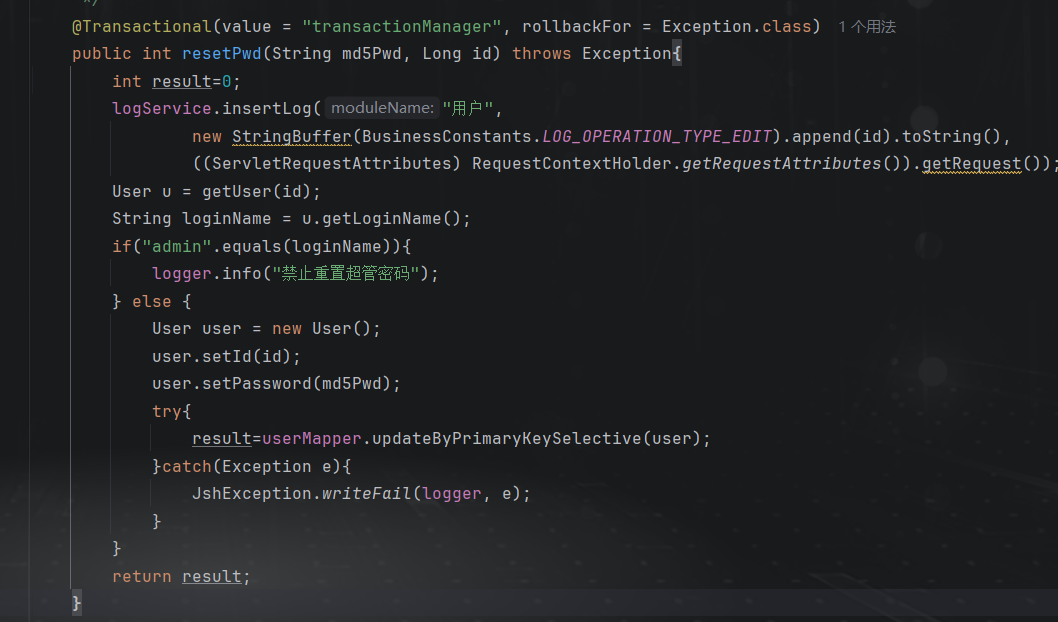 */
@Transactional(value = "transactionManager", rollbackFor = Exception.class) 1 个用法
public int resetPwd(String md5Pwd, Long id) throws Exception{
int result=0;
logService.insertLog( moduleName: "用户",
new StringBuffer(BusinessConstants.LOG_OPERATION_TYPE_EDIT).append(id).toString(),
((ServletRequestAttributes) RequestContextHolder.getRequestAttributes()).getRequest());
User u = getUser(id);
String loginName = u.getLoginName();
if("admin".equals(loginName)){
logger.info("禁止重置超管密码");
} else {
User user = new User();
user.setId(id);
user.setPassword(md5Pwd);
try{
result=userMapper.updateByPrimaryKeySelective(user);
}catch(Exception e){
JshException.writeFail(logger, e);
}
}
return result;
}